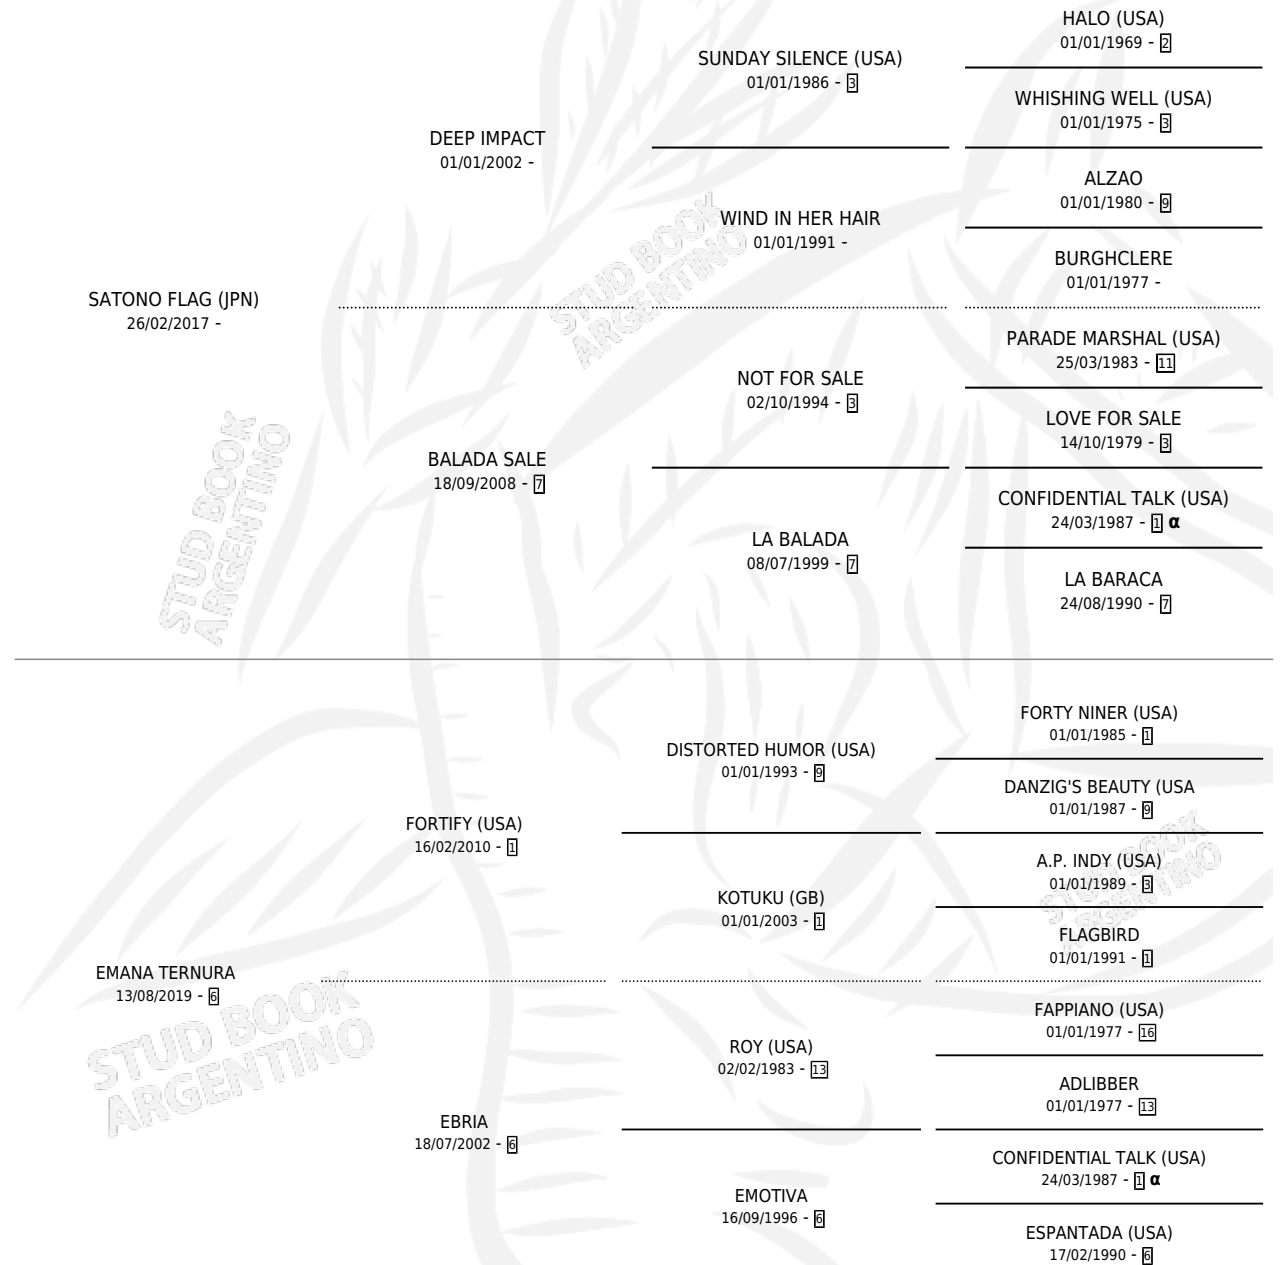 HALO (USA)
01/01/1969 - 2
SUNDAY SILENCE (USA)
01/01/1986 - 3
WHISHING WELL (USA)
01/01/1975 - 3
DEEP IMPACT
01/01/2002 -
ALZAO
01/01/1980 - 9
WIND IN HER HAIR
01/01/1991 -
BURGHCLERE
01/01/1977 -
SATONO FLAG (JPN)
26/02/2017 -
PARADE MARSHAL (USA)
25/03/1983 - 11
NOT FOR SALE
02/10/1994 - 3
LOVE FOR SALE
14/10/1979 - 3
BALADA SALE
18/09/2008 - 7
CONFIDENTIAL TALK (USA)
24/03/1987 - 1 α
LA BALADA
08/07/1999 - 7
LA BARACA
24/08/1990 - 7
FORTY NINER (USA)
01/01/1985 - 1
DISTORTED HUMOR (USA)
01/01/1993 - 9
DANZIG'S BEAUTY (USA
01/01/1987 - 9
FORTIFY (USA)
16/02/2010 - 1
A.P. INDY (USA)
01/01/1989 - 3
KOTUKU (GB)
01/01/2003 - 1
FLAGBIRD
01/01/1991 - 1
EMANA TERNURA
13/08/2019 - 6
FAPPIANO (USA)
01/01/1977 - 16
ROY (USA)
02/02/1983 - 13
ADLIBBER
01/01/1977 - 13
EBRIA
18/07/2002 - 6
CONFIDENTIAL TALK (USA)
24/03/1987 - 1 α
EMOTIVA
16/09/1996 - 6
ESPANTADA (USA)
17/02/1990 - 6
STUD BOOK
ARGENTINO
STUD BOOK
ARGENTINO
STUD BOOK
ARGENTINO
STUD BOOK
ARGENTINO